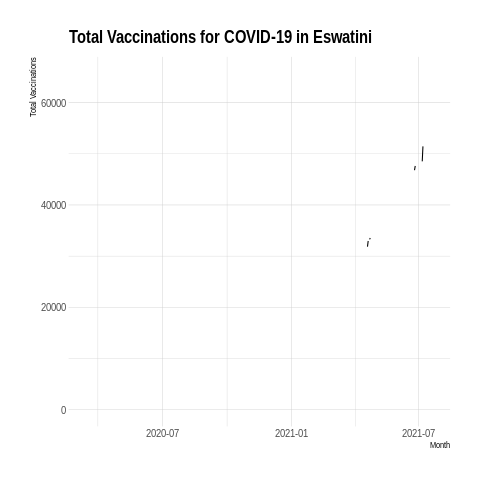 Total Vaccinations for COVID-19 in Eswatini
Total Vaccinations
60000
40000
20000
0
2020-07 2021-01 2021-07
Month